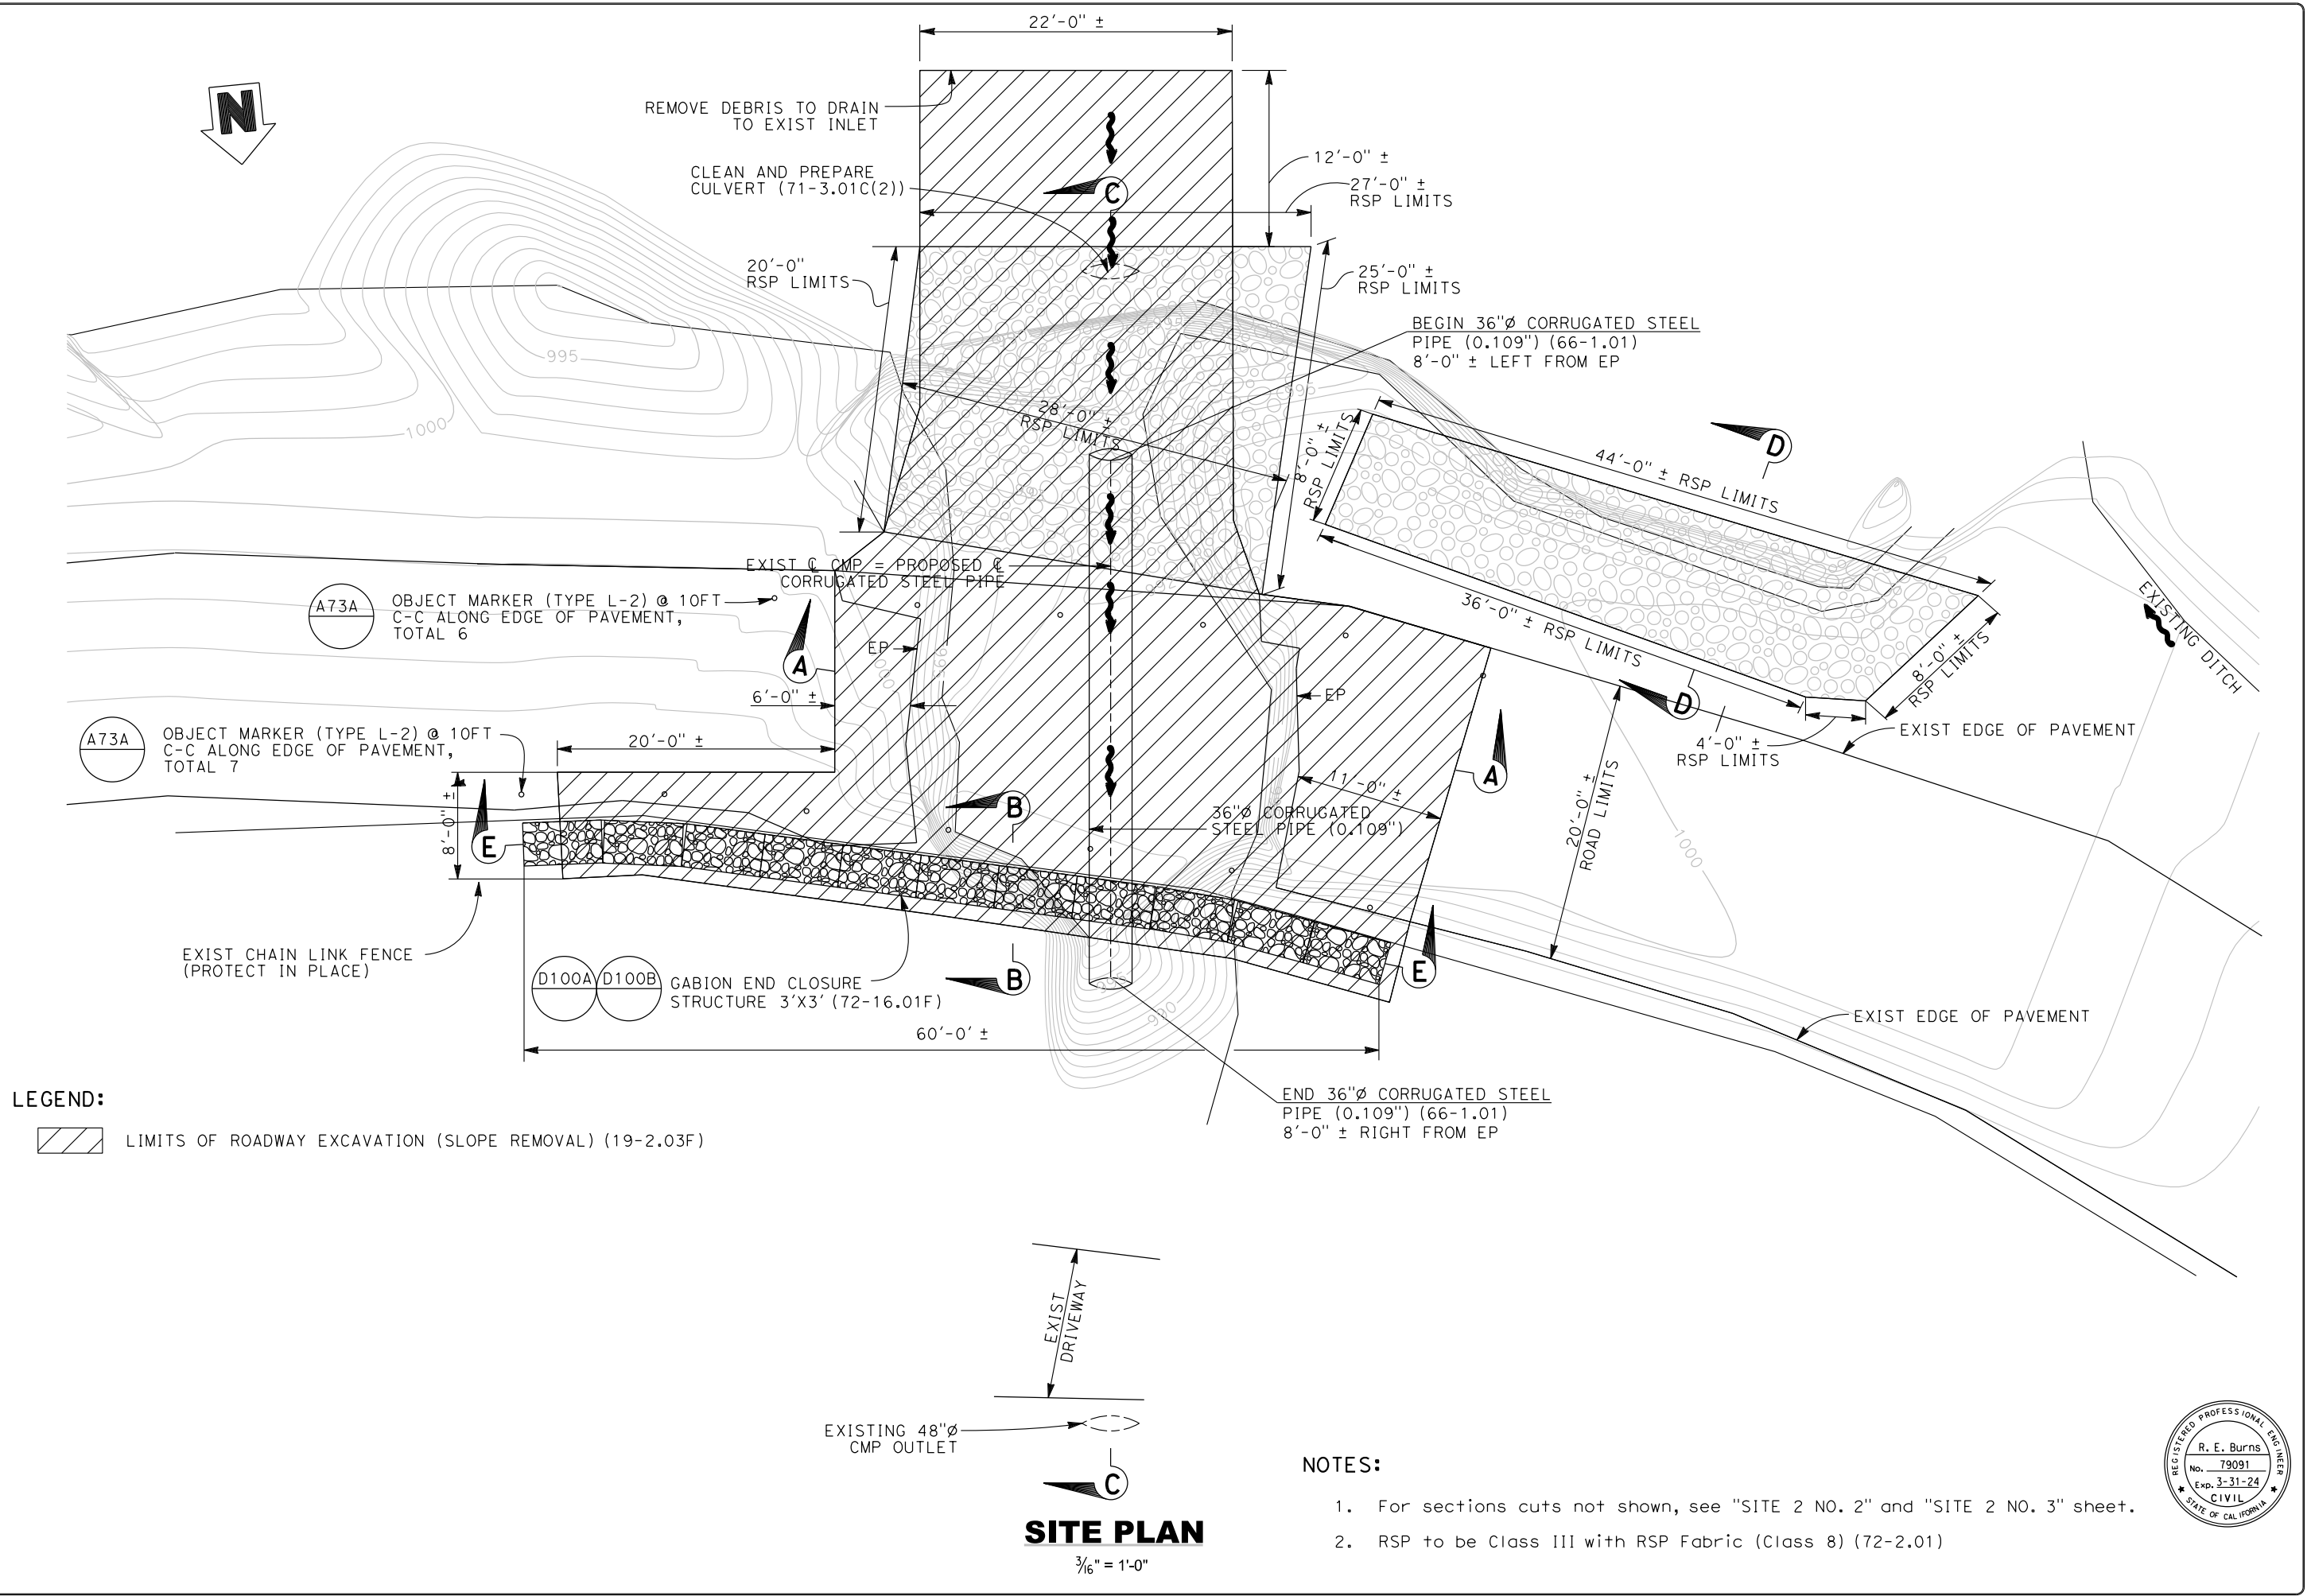 22'-0" ±
N
REMOVE DEBRIS TO DRAIN
TO EXIST INLET
CLEAN AND PREPARE
CULVERT (71-3.01C(2))
C
12'-0" ±
27'-0" ±
RSP LIMITS
20'-0"
RSP LIMITS
25'-0" ±
RSP LIMITS
BEGIN 36"Ø CORRUGATED STEEL
PIPE (0.109") (66-1.01)
8'-0" ± LEFT FROM EP
995
1000
28'-0" ±
RSP LIMITS
995
995
8'-0" ±
RSP LIMITS
44'-0" ± RSP LIMITS
D
EXIST ℄ CMP = PROPOSED ℄
CORRUGATED STEEL PIPE
A73A
OBJECT MARKER (TYPE L-2) @ 10FT
C-C ALONG EDGE OF PAVEMENT,
TOTAL 6
A
EP
6'-0" ±
EP
36'-0" ± RSP LIMITS
D
8'-0" ±
RSP LIMITS
EXISTING DITCH
4'-0" ±
RSP LIMITS
EXIST EDGE OF PAVEMENT
A73A
OBJECT MARKER (TYPE L-2) @ 10FT
C-C ALONG EDGE OF PAVEMENT,
TOTAL 7
20'-0" ±
8'-0" ±
E
B
36"Ø CORRUGATED
STEEL PIPE (0.109")
11'-0" ±
A
20'-0" ±
ROAD LIMITS
1000
EXIST CHAIN LINK FENCE
(PROTECT IN PLACE)
D100A
D100B
GABION END CLOSURE
STRUCTURE 3'X3' (72-16.01F)
B
E
990
60'-0' ±
EXIST EDGE OF PAVEMENT
END 36"Ø CORRUGATED STEEL
PIPE (0.109") (66-1.01)
8'-0" ± RIGHT FROM EP
LEGEND:
LIMITS OF ROADWAY EXCAVATION (SLOPE REMOVAL) (19-2.03F)
EXIST
DRIVEWAY
EXISTING 48"Ø
CMP OUTLET
C
SITE PLAN
3/16" = 1'-0"
NOTES:
1. For sections cuts not shown, see "SITE 2 NO. 2" and "SITE 2 NO. 3" sheet.
2. RSP to be Class III with RSP Fabric (Class 8) (72-2.01)
REGISTERED PROFESSIONAL ENGINEER
R. E. Burns
No. 79091
Exp. 3-31-24
CIVIL
STATE OF CALIFORNIA